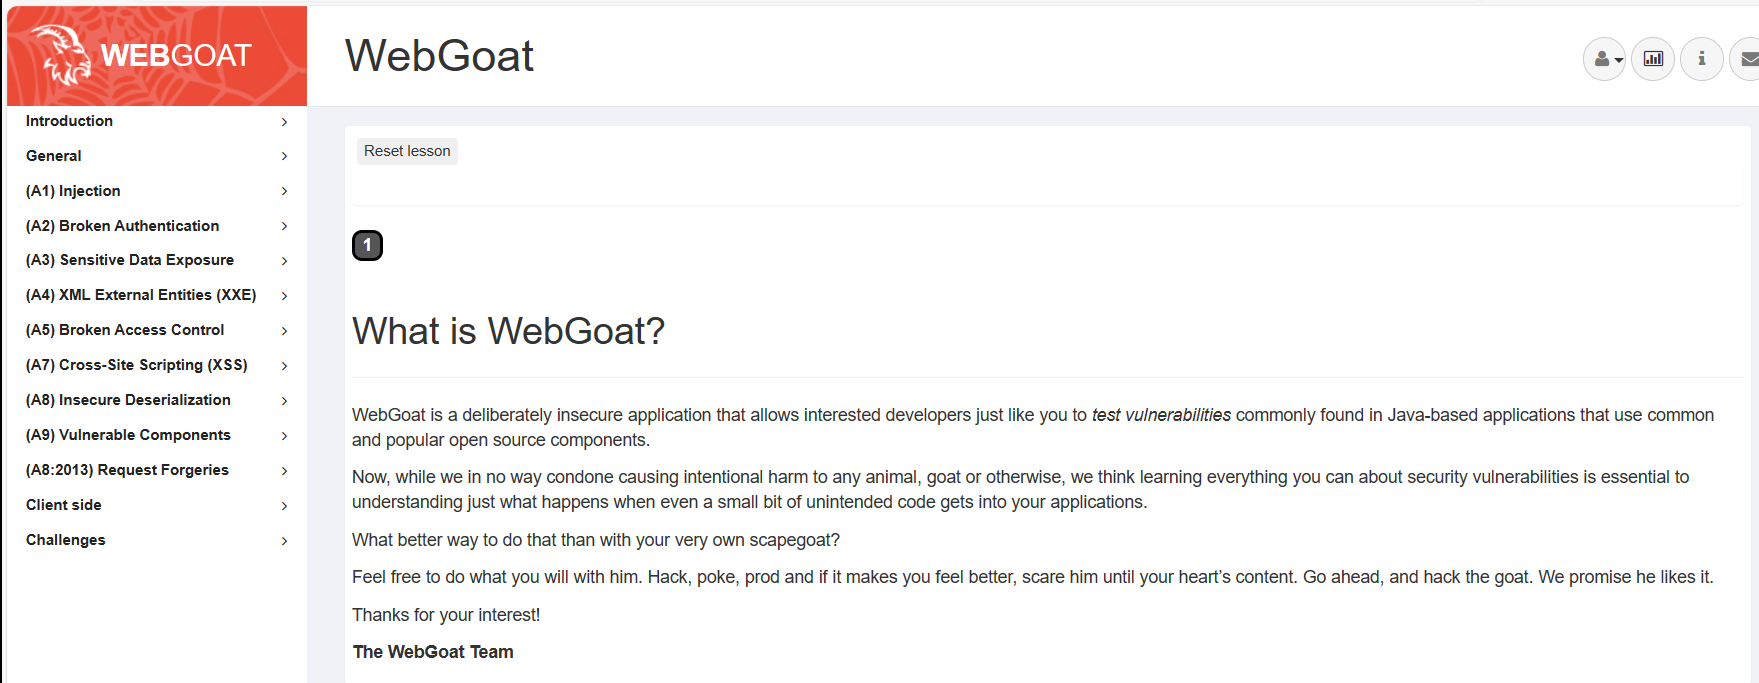 WEBGOAT
WebGoat
Introduction
General
(A1) Injection
(A2) Broken Authentication
(A3) Sensitive Data Exposure
(A4) XML External Entities (XXE)
(A5) Broken Access Control
(A7) Cross-Site Scripting (XSS)
(A8) Insecure Deserialization
(A9) Vulnerable Components
(A8:2013) Request Forgeries
Client side
Challenges
Reset lesson
1
What is WebGoat?
WebGoat is a deliberately insecure application that allows interested developers just like you to test vulnerabilities commonly found in Java-based applications that use common
and popular open source components.
Now, while we in no way condone causing intentional harm to any animal, goat or otherwise, we think learning everything you can about security vulnerabilities is essential to
understanding just what happens when even a small bit of unintended code gets into your applications.
What better way to do that than with your very own scapegoat?
Feel free to do what you will with him. Hack, poke, prod and if it makes you feel better, scare him until your heart’s content. Go ahead, and hack the goat. We promise he likes it.
Thanks for your interest!
The WebGoat Team